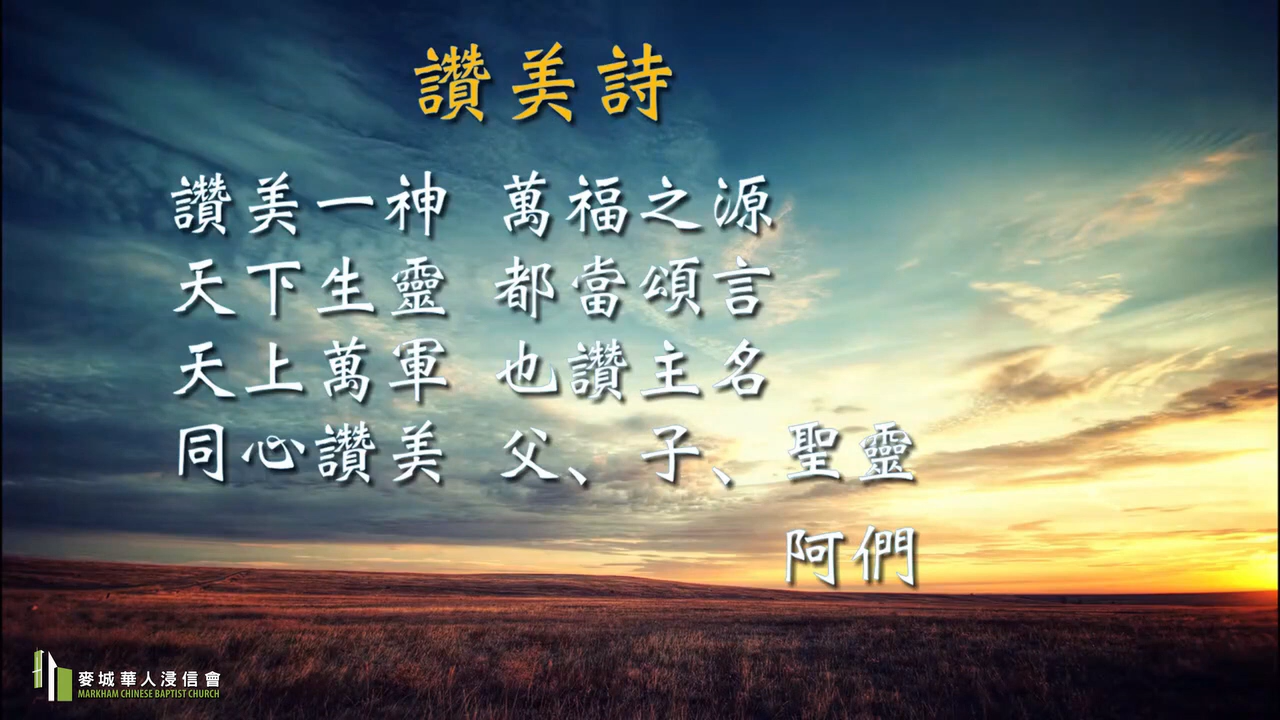 讚美詩
讚美一神 萬福之源
天下生靈 都當頌言
天上萬軍 也讚主名
同心讚美 父、子、聖靈
阿們
麥城華人浸信會
MARKHAM CHINESE BAPTIST CHURCH